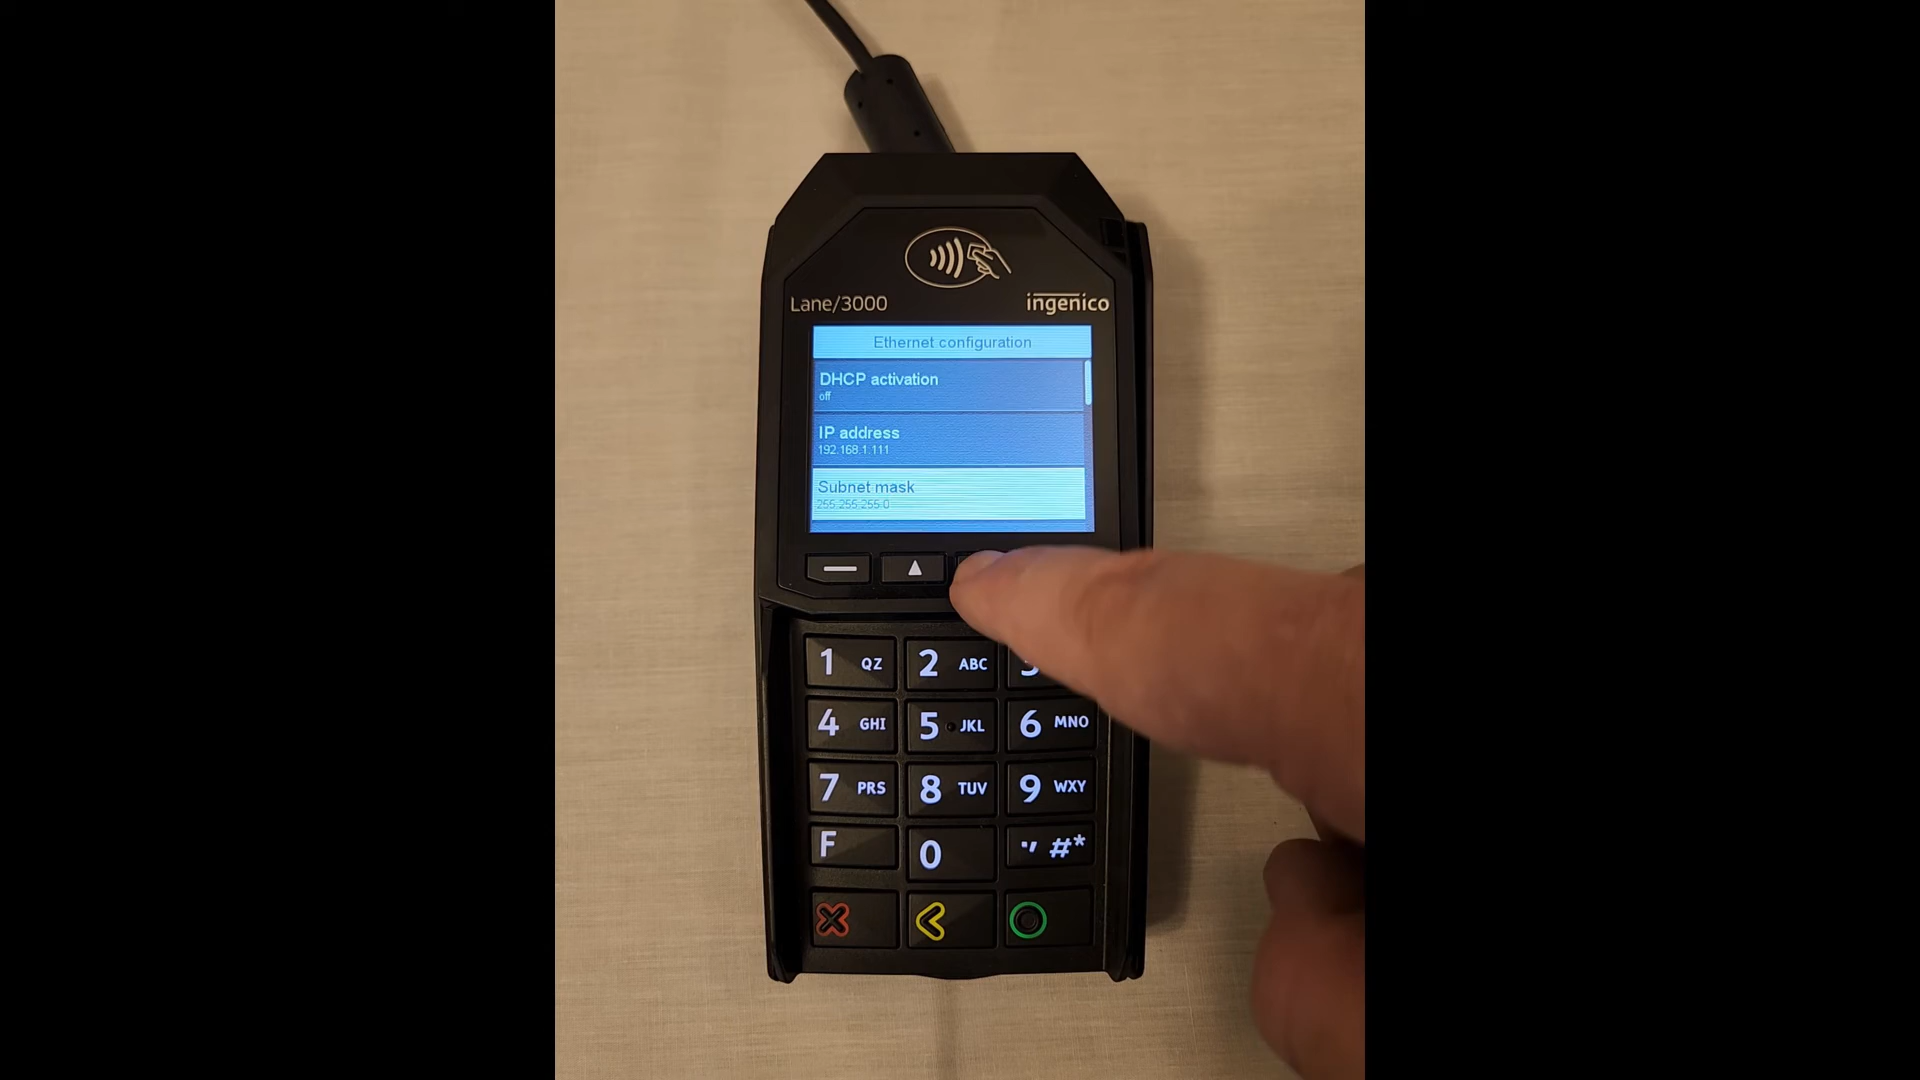 Lane/3000 ingenico
Ethernet configuration
DHCP activation
off
IP address
192.168.1.111
Subnet mask
255.255.255.0
1 QZ 2 ABC 3
4 GHI 5 JKL 6 MNO
7 PRS 8 TUV 9 WXY
F 0 ., #*